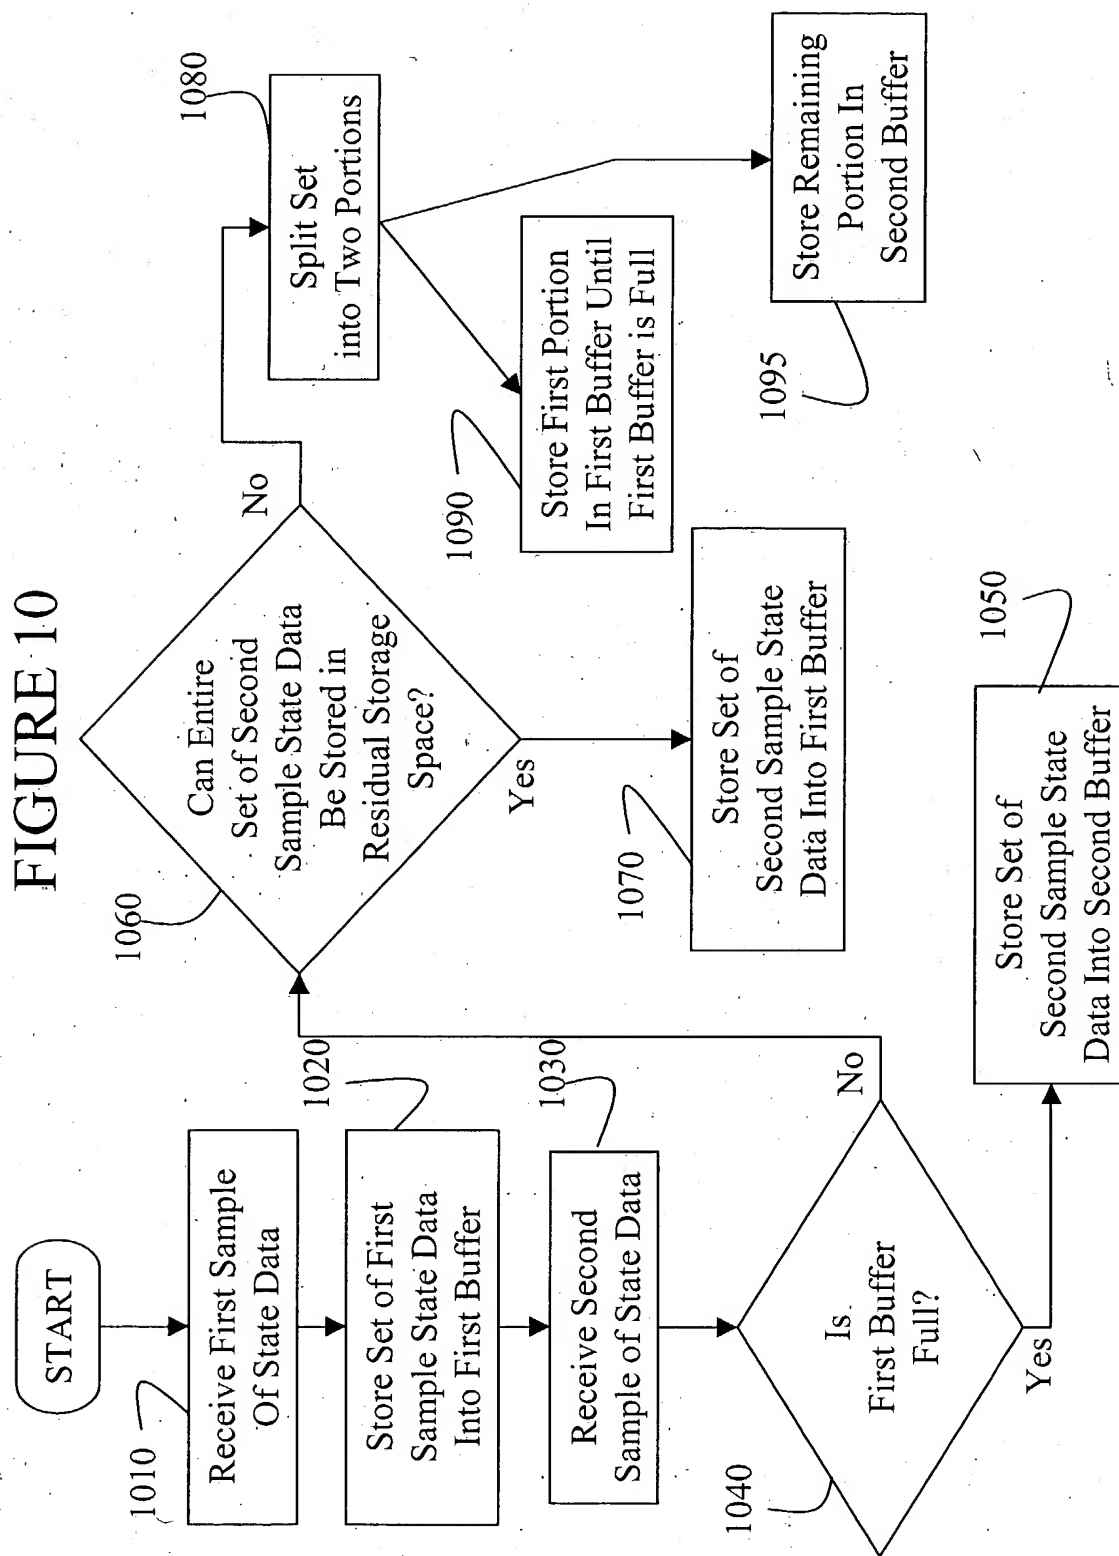 FIGURE 10
START
1010
Receive First Sample
Of State Data
1020
Store Set of First
Sample State Data
Into First Buffer
1030
Receive Second
Sample of State Data
1040
Is
First Buffer
Full?
No
Yes
1050
Store Set of
Second Sample State
Data Into Second Buffer
1060
Can Entire
Set of Second
Sample State Data
Be Stored in
Residual Storage
Space?
No
Yes
1070
Store Set of
Second Sample State
Data Into First Buffer
1080
Split Set
into Two Portions
1090
Store First Portion
In First Buffer Until
First Buffer is Full
1095
Store Remaining
Portion In
Second Buffer